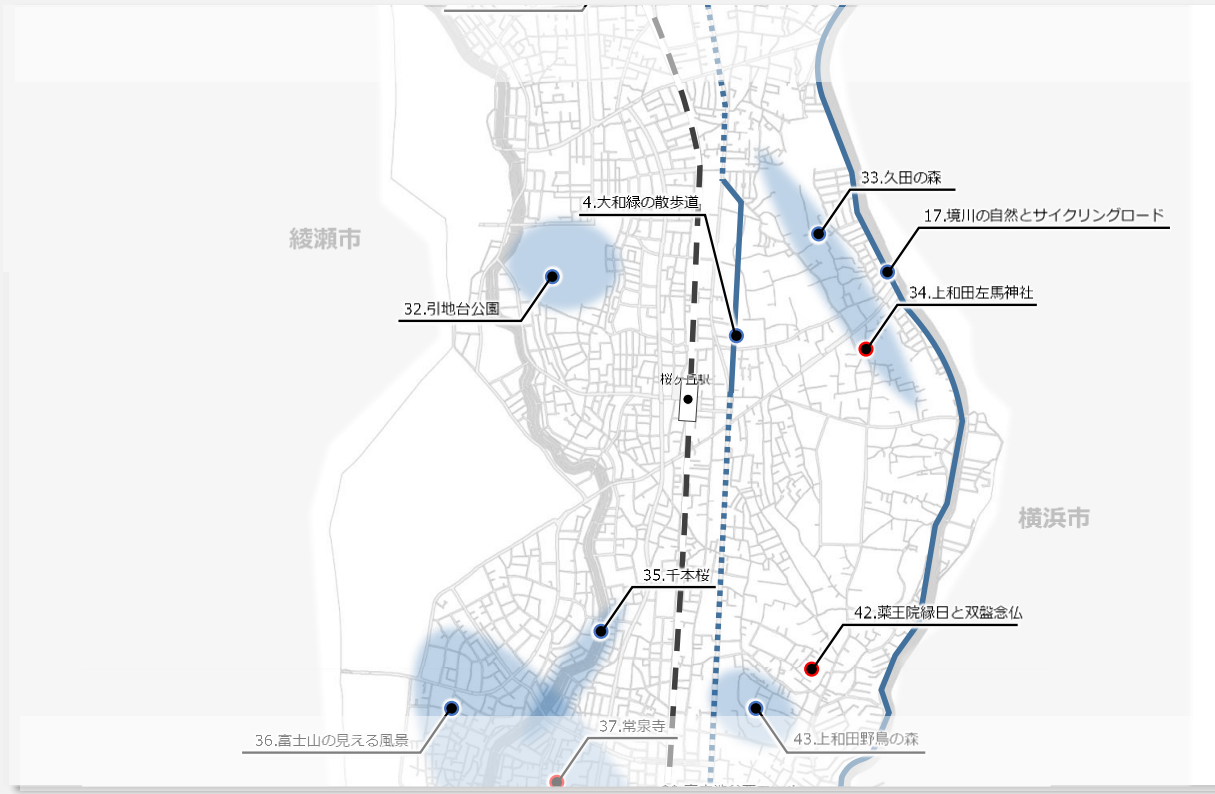 33.久田の森
4.大和緑の散歩道
17.境川の自然とサイクリングロード
綾瀬市
34.上和田左馬神社
32.引地台公園
桜ヶ丘駅
横浜市
35.千本桜
42.薬王院縁日と双盤念仏
37.常泉寺
36.富士山の見える風景
43.上和田野鳥の森